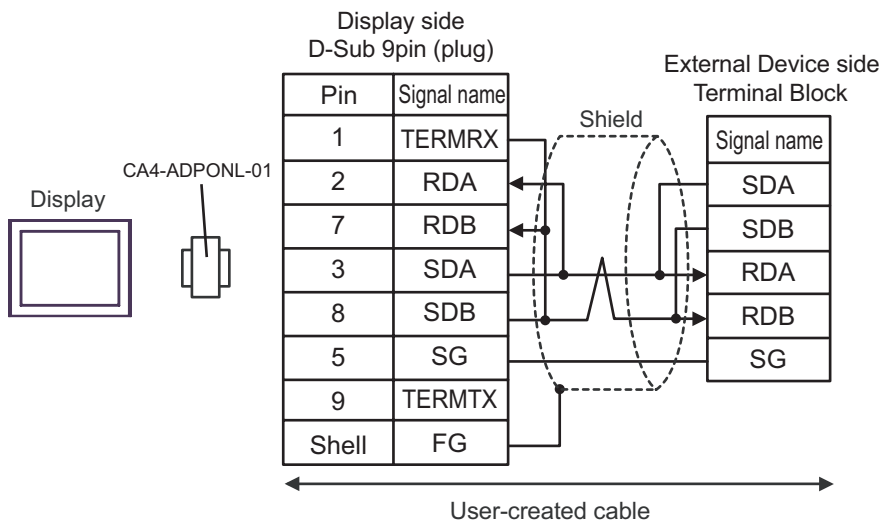 Display side
D-Sub 9pin (plug)
External Device side
Terminal Block
Pin Signal name
Shield
Signal name
1 TERMRX
CA4-ADPONL-01
2 RDA
SDA
Display
7 RDB
SDB
3 SDA
RDA
8 SDB
RDB
5 SG
SG
9 TERMTX
Shell FG
User-created cable